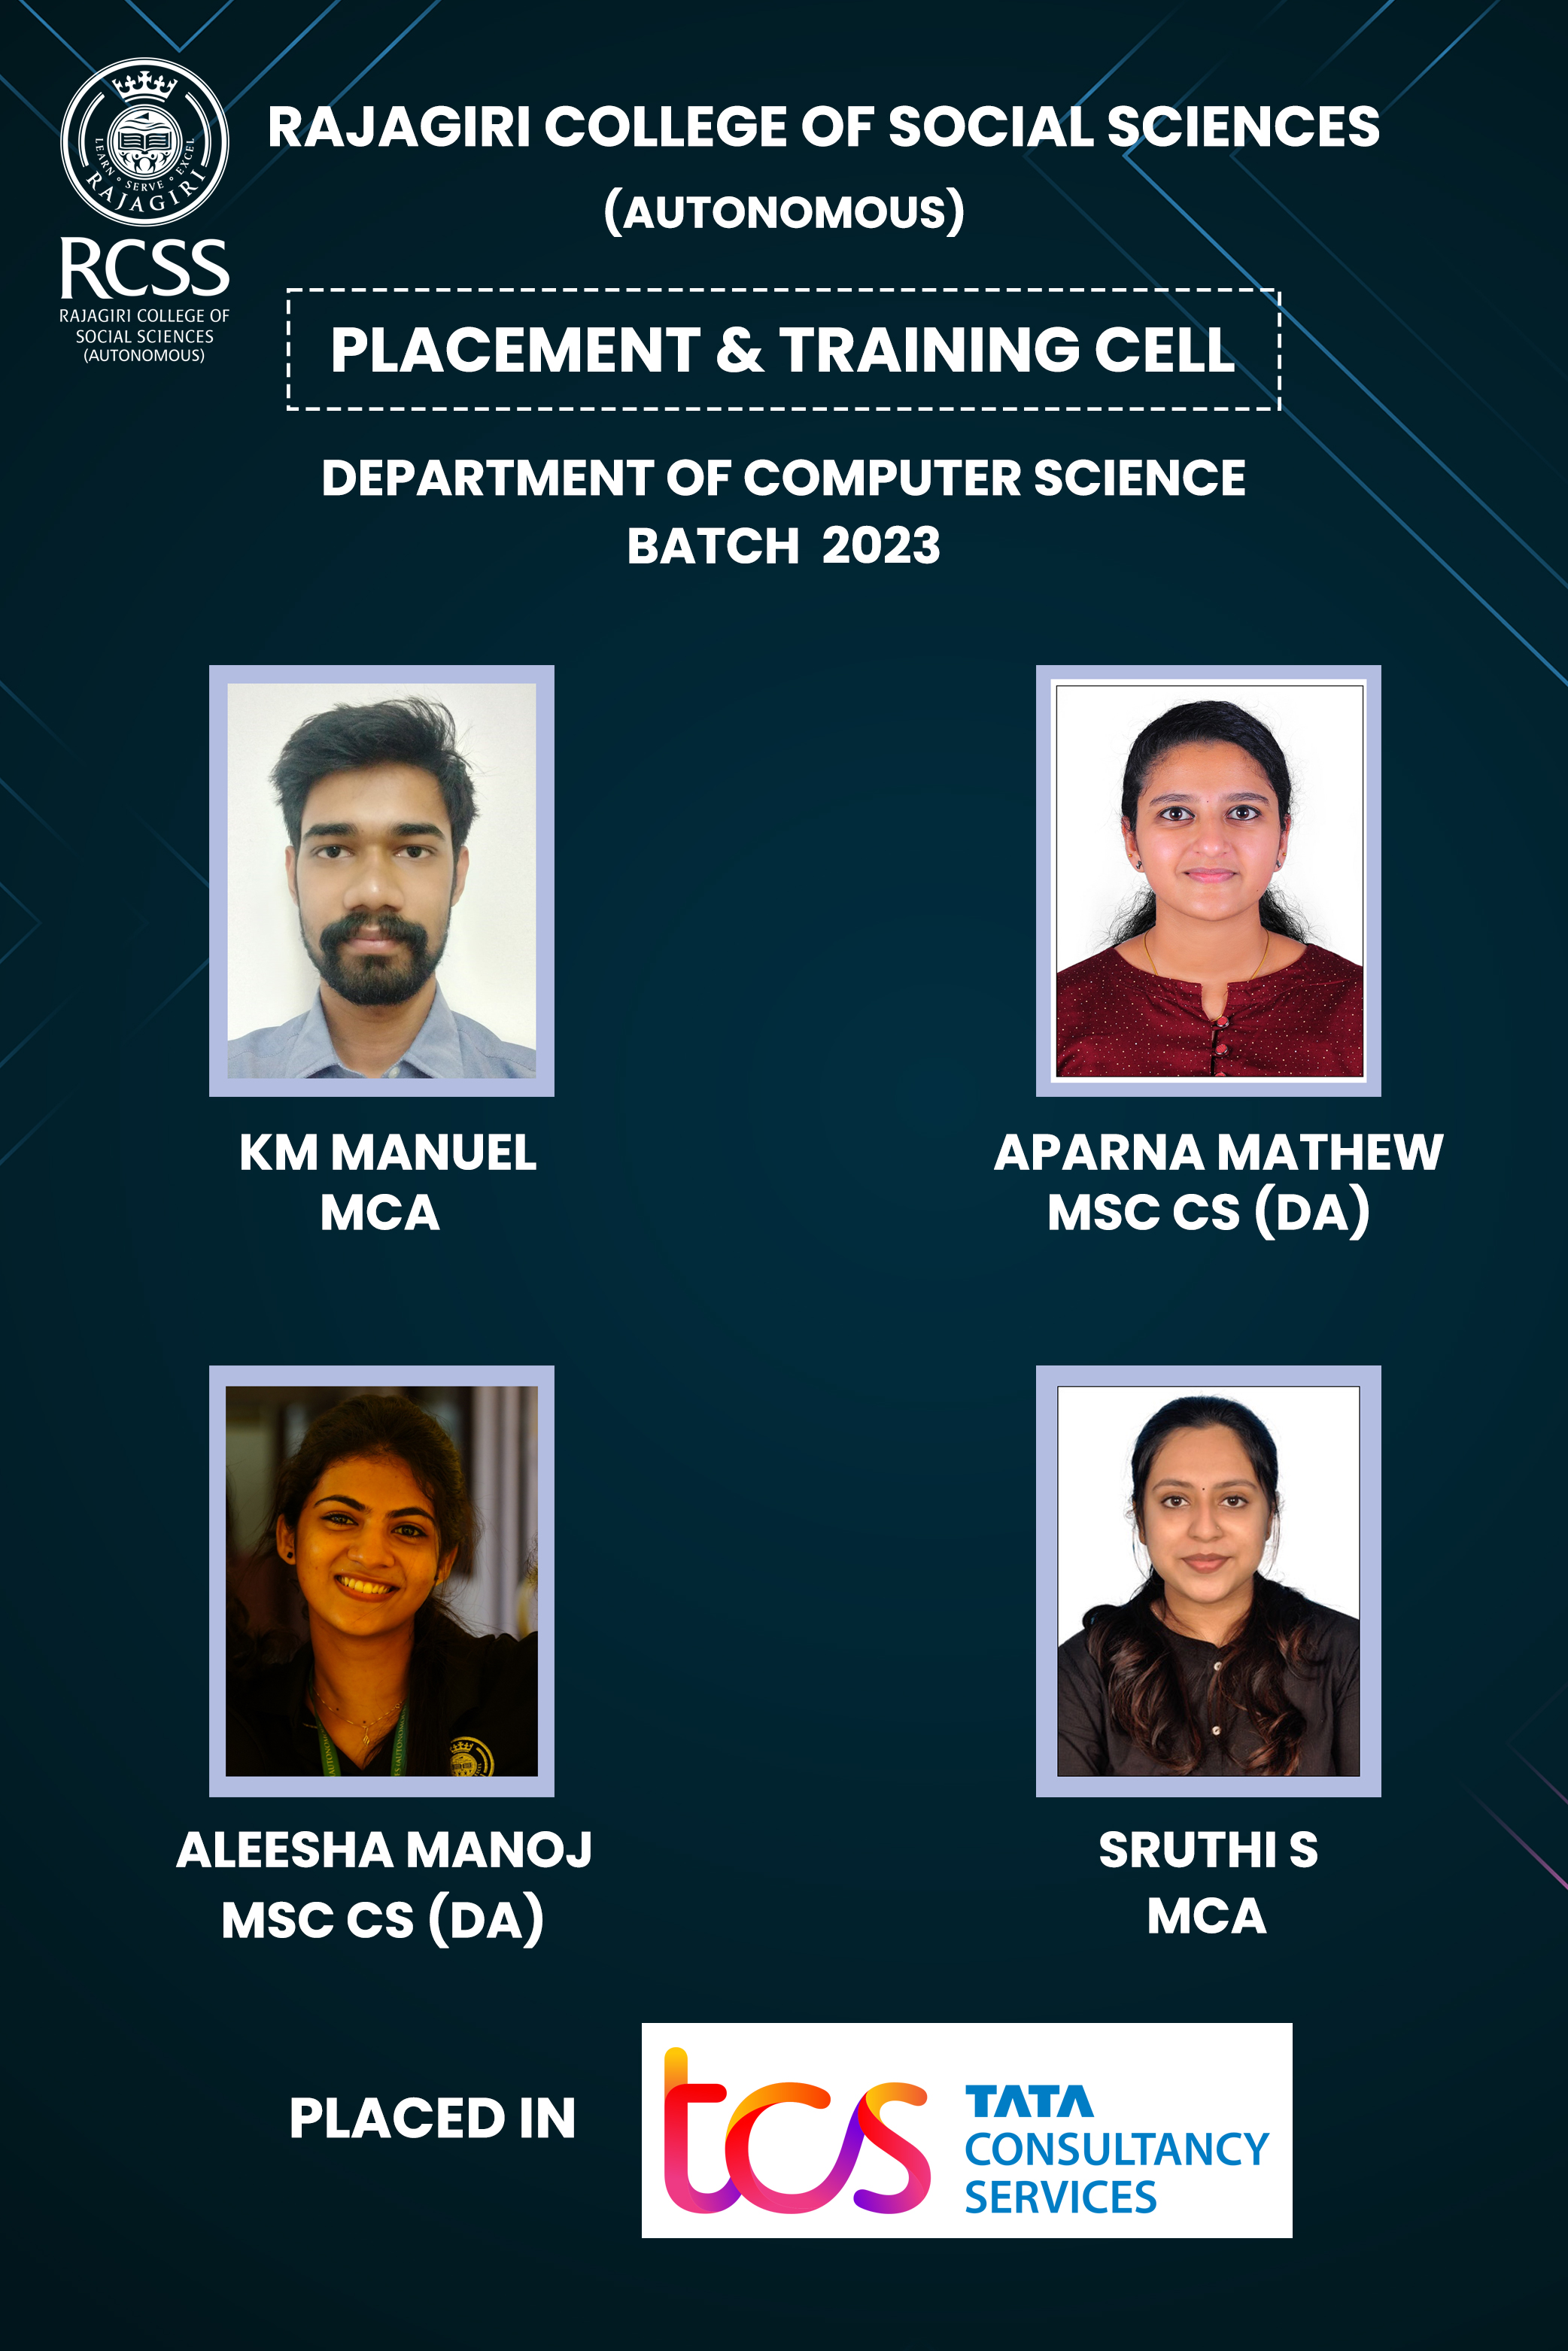 LEARN ° SERVE ° EXCEL
RAJAGIRI
RCSS
RAJAGIRI COLLEGE OF
SOCIAL SCIENCES
(AUTONOMOUS)
RAJAGIRI COLLEGE OF SOCIAL SCIENCES
(AUTONOMOUS)
PLACEMENT & TRAINING CELL
DEPARTMENT OF COMPUTER SCIENCE
BATCH 2023
KM MANUEL
MCA
APARNA MATHEW
MSC CS (DA)
ALEESHA MANOJ
MSC CS (DA)
SRUTHI S
MCA
PLACED IN
tcs
TATA
CONSULTANCY
SERVICES